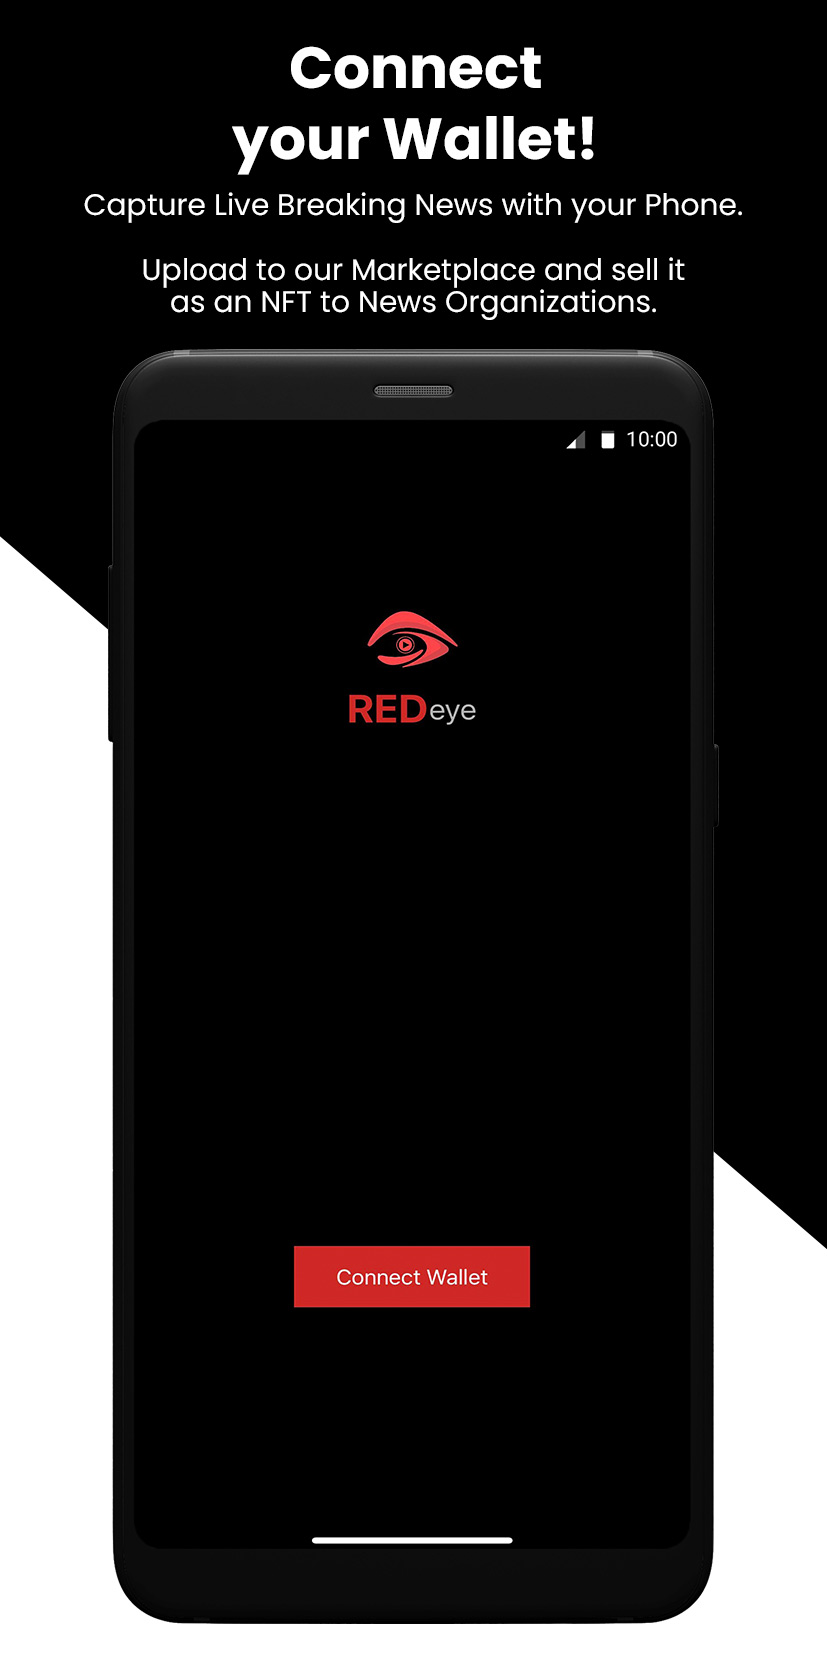 Connect
your Wallet!
Capture Live Breaking News with your Phone.
Upload to our Marketplace and sell it
as an NFT to News Organizations.
10:00
REDeye
Connect Wallet